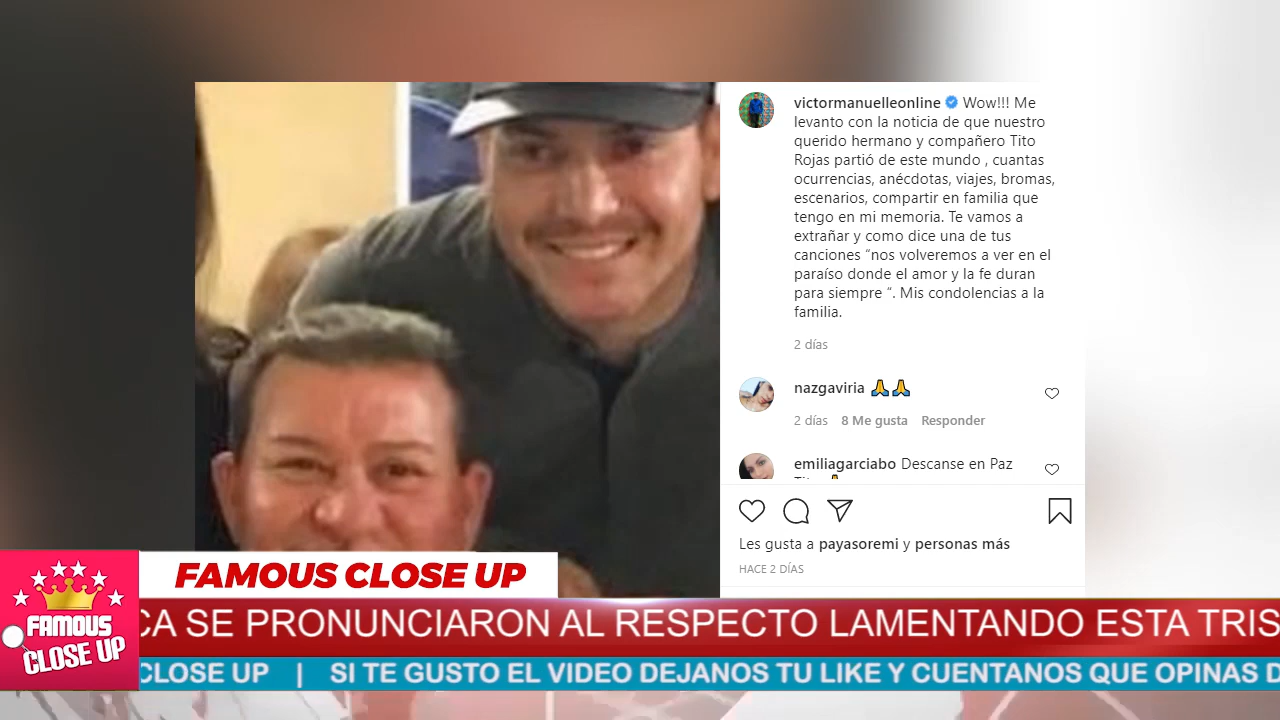 victormanuelleonline Wow!!! Me
levanto con la noticia de que nuestro
querido hermano y compañero Tito
Rojas partió de este mundo , cuantas
ocurrencias, anécdotas, viajes, bromas,
escenarios, compartir en familia que
tengo en mi memoria. Te vamos a
extrañar y como dice una de tus
canciones “nos volveremos a ver en el
paraíso donde el amor y la fe duran
para siempre “. Mis condolencias a la
familia.
2 días
nazgaviria 🙏🙏
2 días 8 Me gusta Responder
emiliagarciabo Descanse en Paz
Les gusta a payasoremi y personas más
HACE 2 DÍAS
FAMOUS CLOSE UP
FAMOUS
CLOSE UP
CA SE PRONUNCIARON AL RESPECTO LAMENTANDO ESTA TRIS
CLOSE UP | SI TE GUSTO EL VIDEO DEJANOS TU LIKE Y CUENTANOS QUE OPINAS D